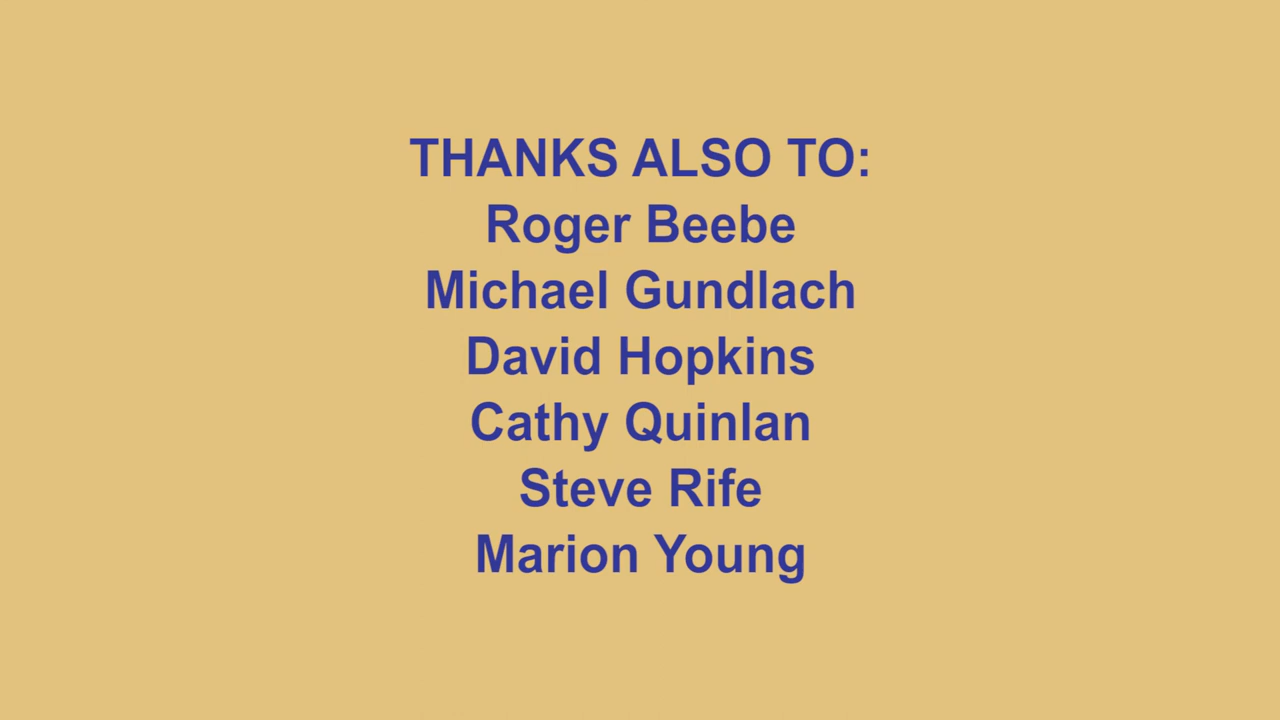 THANKS ALSO TO:
Roger Beebe
Michael Gundlach
David Hopkins
Cathy Quinlan
Steve Rife
Marion Young